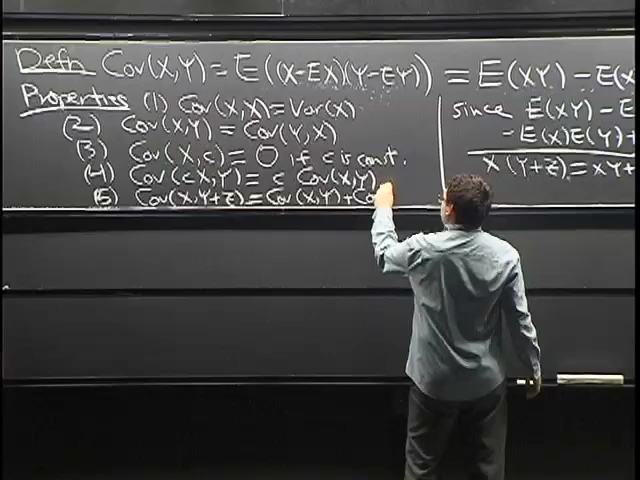 Defn Cov(X,Y) = E((X-EX)(Y-EY)) = E(XY) - E(X
Properties (1) Cov(X,X) = Var(X)
(2) Cov(X,Y) = Cov(Y,X)
(3) Cov(X,c) = 0 if c is const.
(4) Cov(cX,Y) = c Cov(X,Y)
(5) Cov(X,Y+Z) = Cov(X,Y) + Co
since E(XY) - E
- E(X)E(Y) +
X(Y+Z) = XY +